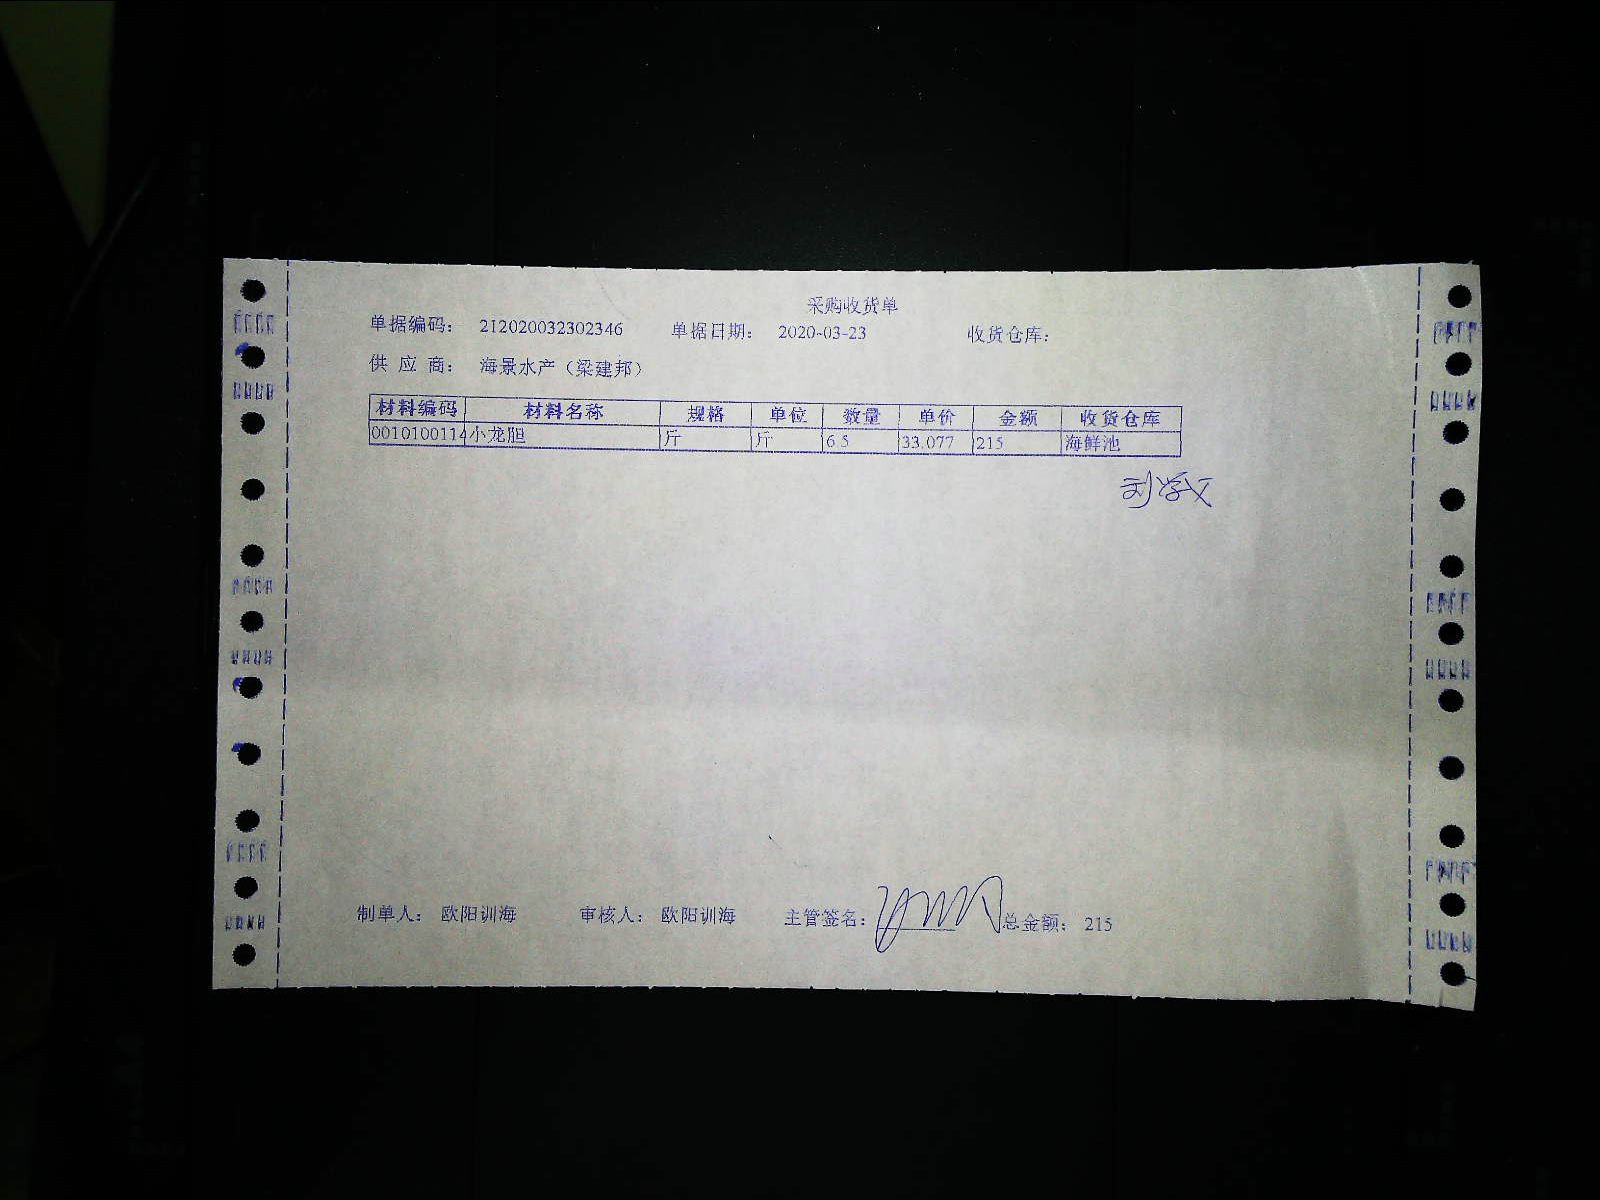 采购收货单
单据编码： 212020032302346 单据日期： 2020-03-23 收货仓库：
供 应 商： 海景水产（梁建邦）
材料编码 材料名称 规格 单位 数量 单价 金额 收货仓库
0010100114 小龙胆 斤 斤 6.5 33.077 215 海鲜池
刘学文
制单人： 欧阳训海 审核人： 欧阳训海 主管签名： 总金额： 215